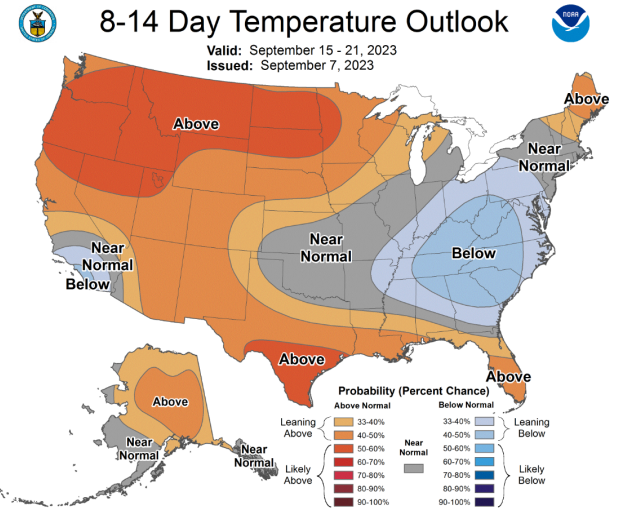 8-14 Day Temperature Outlook
NOAA
Valid: September 15 - 21, 2023
Issued: September 7, 2023
Above
Above
Near
Normal
Near
Normal
Near
Normal
Below
Below
Above
Above
Above
Near
Normal
Near
Normal
Probability (Percent Chance)
Above Normal
Below Normal
Leaning
Above
33-40%
40-50%
33-40%
40-50%
Leaning
Below
Likely
Above
50-60%
60-70%
70-80%
80-90%
90-100%
Near
Normal
50-60%
60-70%
70-80%
80-90%
90-100%
Likely
Below